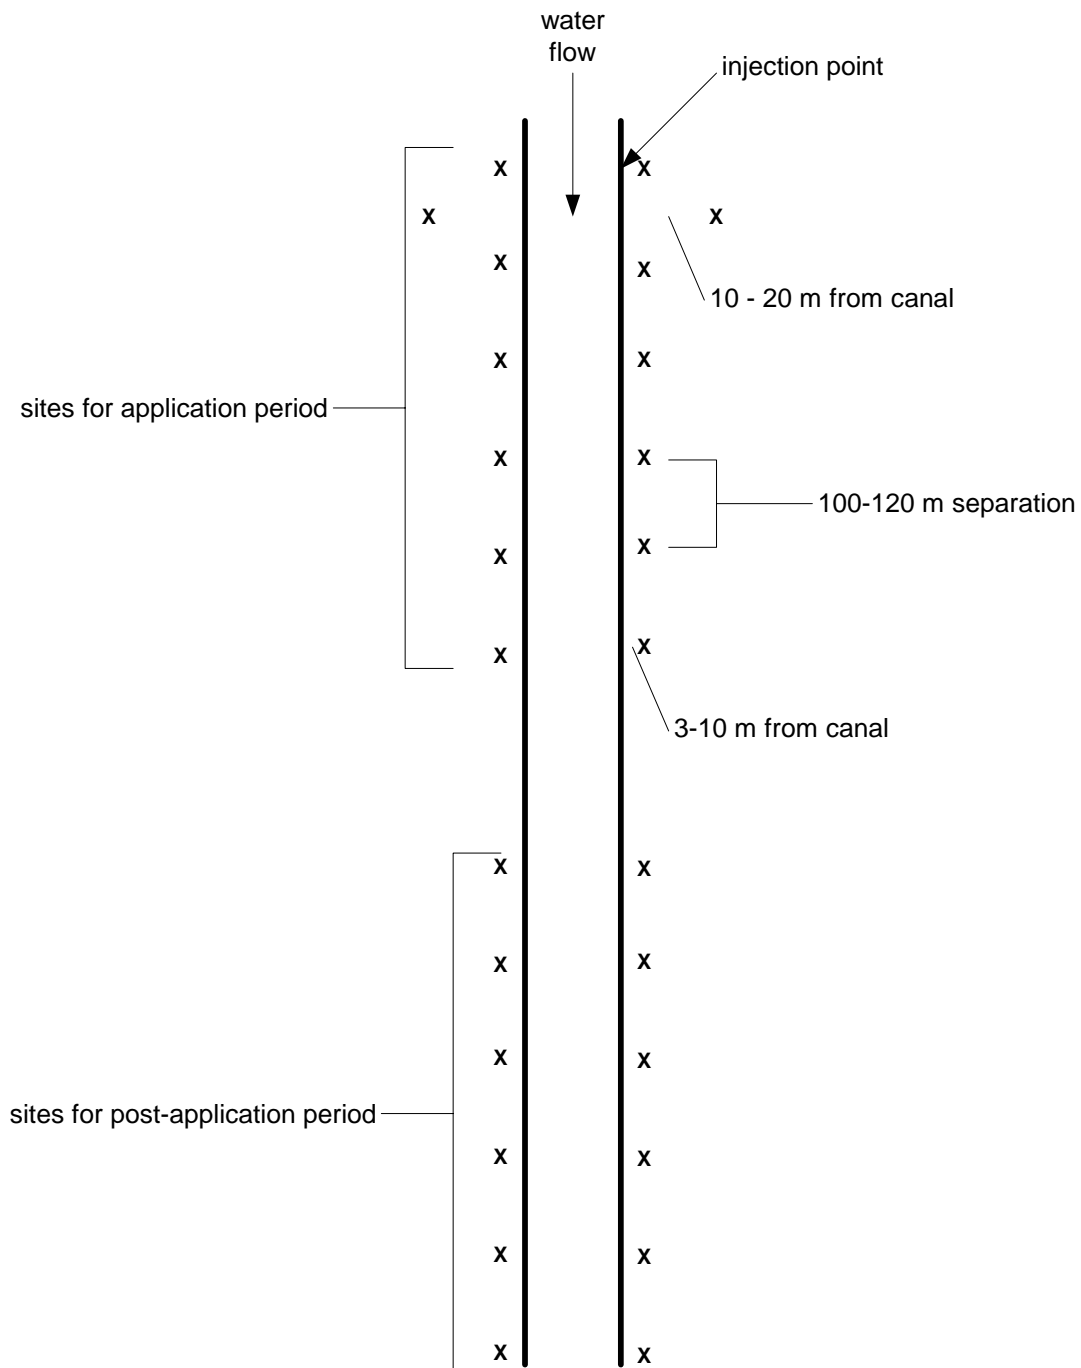 water
flow
injection point
X X
X X
X X
10 - 20 m from canal
X X
sites for application period
X X
100-120 m separation
X X
X X
3-10 m from canal
X X
X X
X X
sites for post-application period
X X
X X
X X